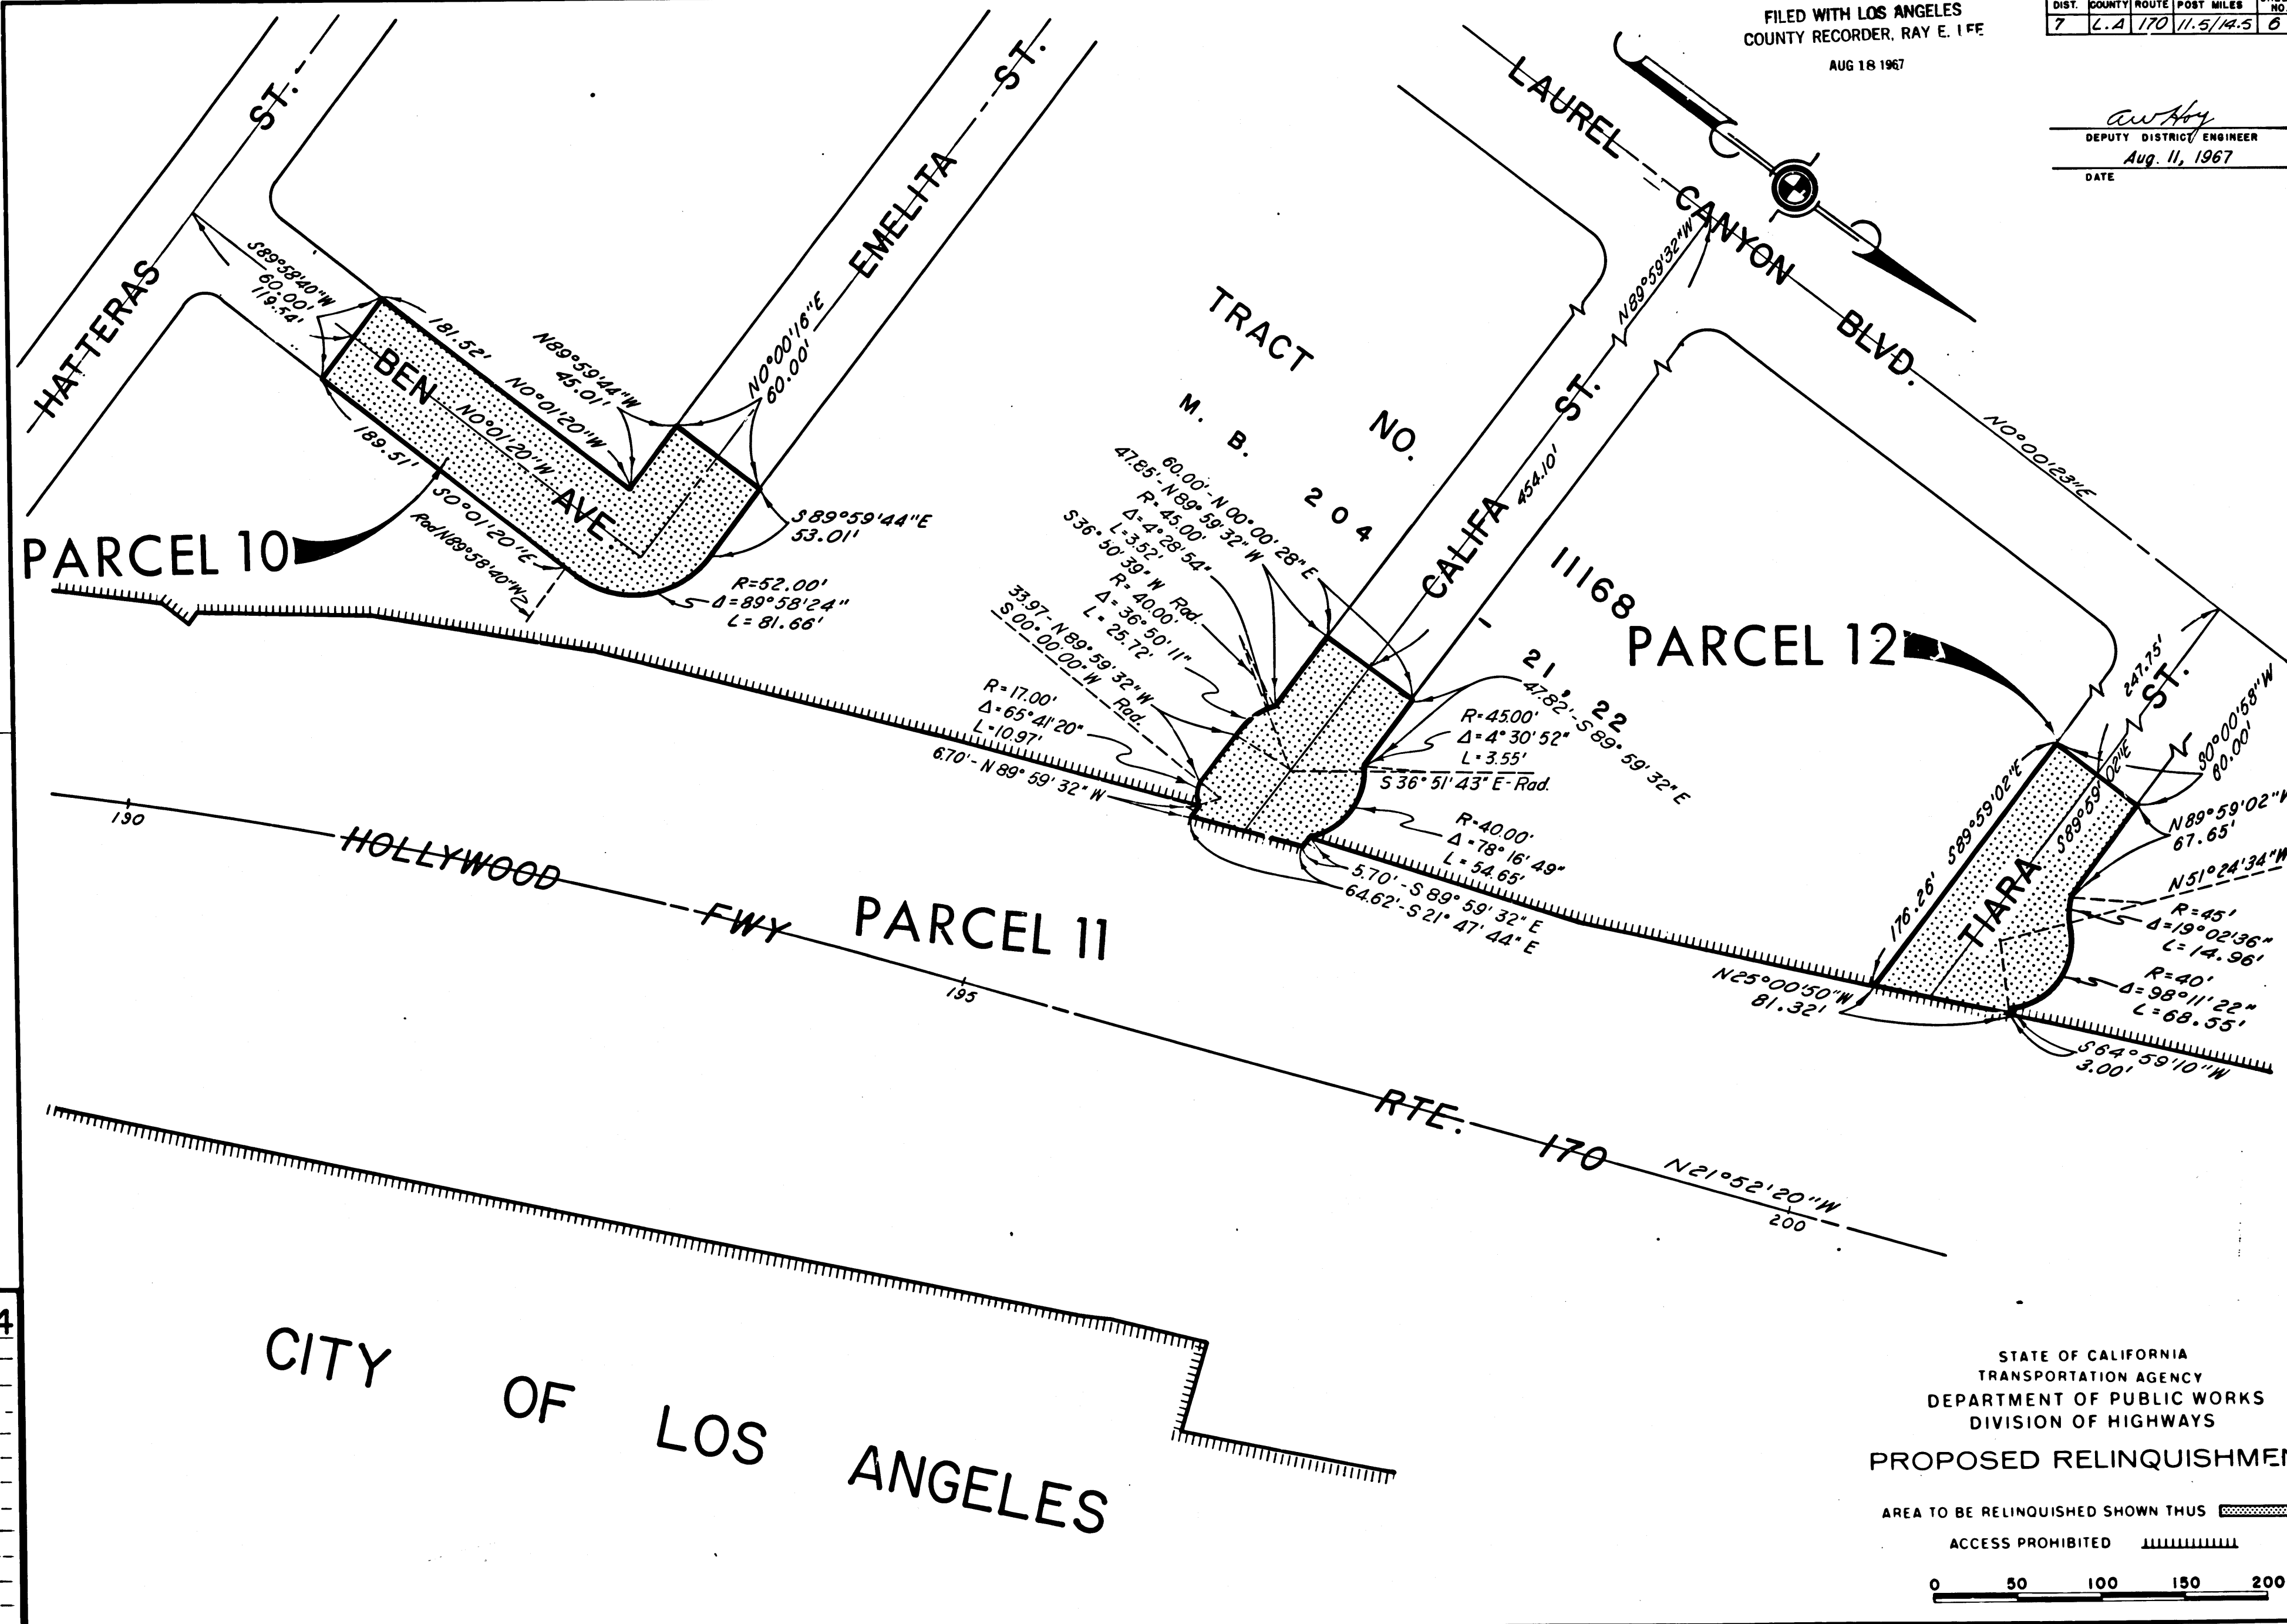 FILED WITH LOS ANGELES
COUNTY RECORDER, RAY E. LEE
AUG 18 1967
DIST. COUNTY ROUTE POST MILES NO.
7 L.A 170 11.5/14.5 6
DEPUTY DISTRICT ENGINEER
Aug. 11, 1967
DATE
HATTERAS ST.
EMELITA ST.
S89°58'40"W
60.00'
119.54'
181.52'
N0°01'20"W
N89°59'44"W
45.01'
N0°00'16"E
60.00'
BEN AVE.
N0°01'20"W
189.51'
S0°01'20"E
Rad N89°58'40"W
S89°59'44"E
53.01'
R=52.00'
Δ=89°58'24"
L=81.66'
PARCEL 10
TRACT NO. 11168
M. B. 204 - 21, 22
LAUREL CANYON BLVD.
N0°00'23"E
CALIFA ST.
N89°59'32"W
454.10'
60.00'-N00°00'28"E
47.85'-N89°59'32"W
R=45.00'
Δ=4°28'54"
L=3.52'
S36°50'39"W Rad.
R=40.00'
Δ=36°50'11"
L=25.72'
33.97-N89°59'32"W
S00°00'00"W Rad.
R=17.00'
Δ=65°41'20"
L=10.97'
6.70'-N89°59'32"W
47.82'-S89°59'32"E
R=45.00'
Δ=4°30'52"
L=3.55'
S36°51'43"E-Rad.
R=40.00'
Δ=78°16'49"
L=54.65'
5.70'-S89°59'32"E
64.62'-S21°47'44"E
PARCEL 11
PARCEL 12
TIARA ST.
247.75'
S0°00'58"W
60.00'
S89°59'02"E
176.26'
S89°59'02"E
N89°59'02"W
67.65'
N51°24'34"W
R=45'
Δ=19°02'36"
L=14.96'
R=40'
Δ=98°11'22"
L=68.55'
S64°59'10"W
3.00'
N25°00'50"W
81.32'
190
HOLLYWOOD FWY
195
RTE. 170
N21°52'20"W
200
CITY OF LOS ANGELES
4
STATE OF CALIFORNIA
TRANSPORTATION AGENCY
DEPARTMENT OF PUBLIC WORKS
DIVISION OF HIGHWAYS
PROPOSED RELINQUISHMEN
AREA TO BE RELINQUISHED SHOWN THUS
ACCESS PROHIBITED
0 50 100 150 200